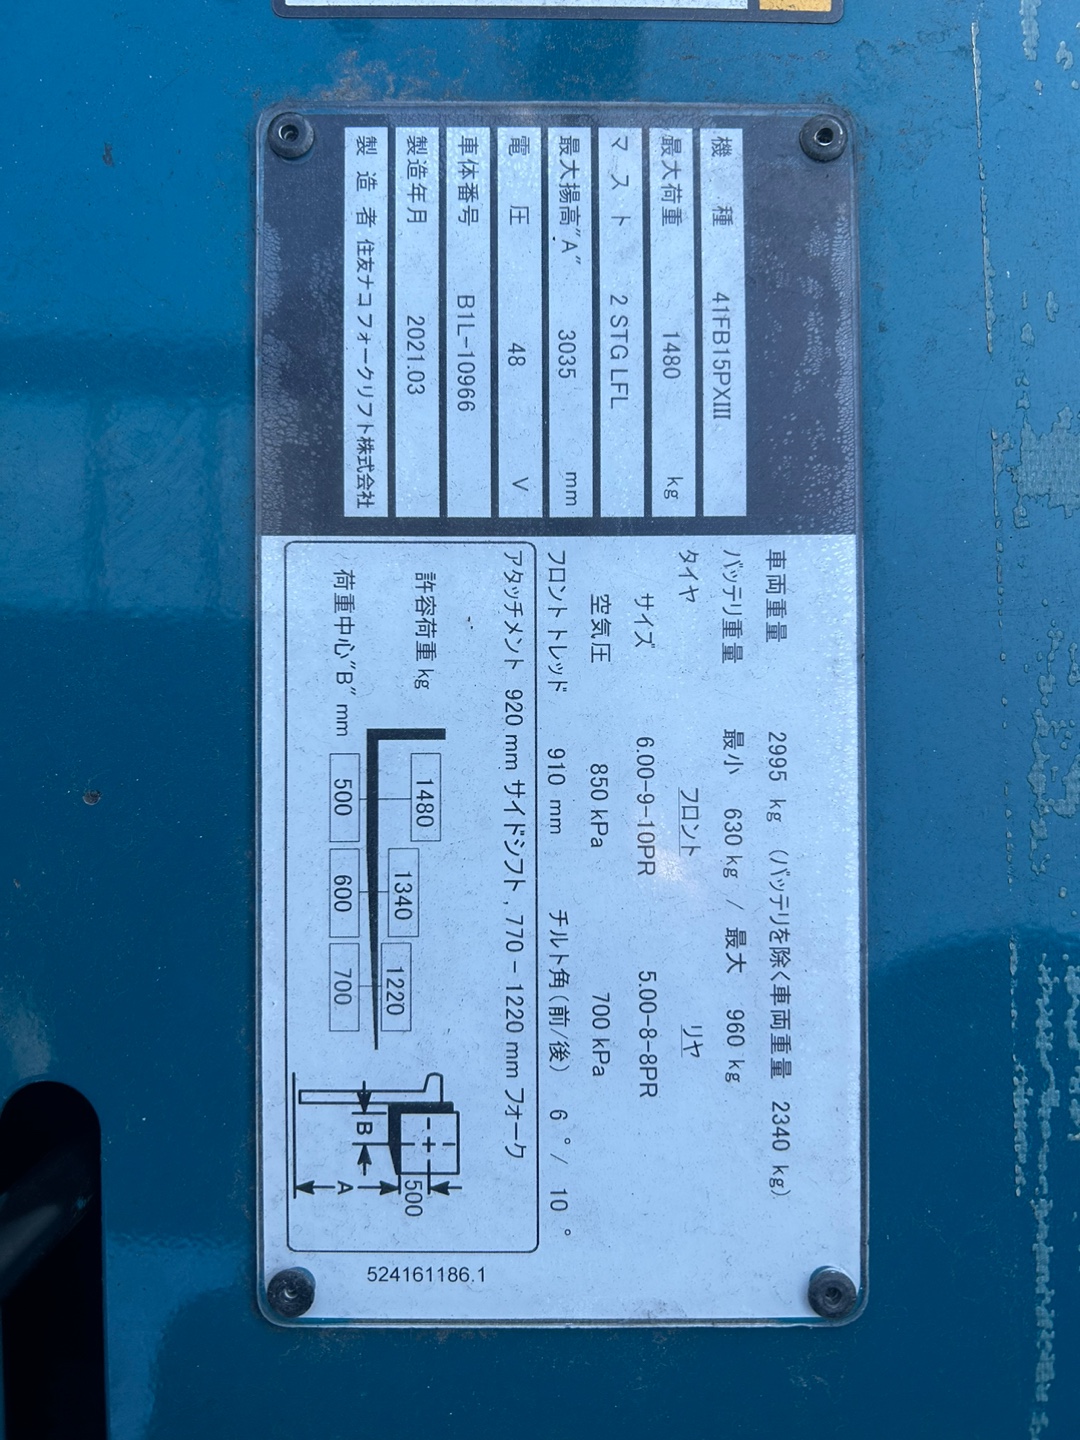 機種 41FB15PXIII
最大荷重 1480 kg
マスト 2 STG LFL
最大揚高"A" 3035 mm
電圧 48 V
車体番号 B1L-10966
製造年月 2021.03
製造者 住友ナコ フォークリフト株式会社
車両重量 2995 kg (バッテリを除く車両重量 2340 kg)
バッテリ重量 最小 630 kg / 最大 960 kg
タイヤ フロント リヤ
サイズ 6.00-9-10PR 5.00-8-8PR
空気圧 850 kPa 700 kPa
フロントトレッド 910 mm チルト角(前/後) 6 ° / 10 °
アタッチメント 920 mm サイドシフト, 770-1220 mm フォーク
許容荷重 kg 1480 1340 1220
荷重中心"B" mm 500 600 700
500
B
A
524161186.1